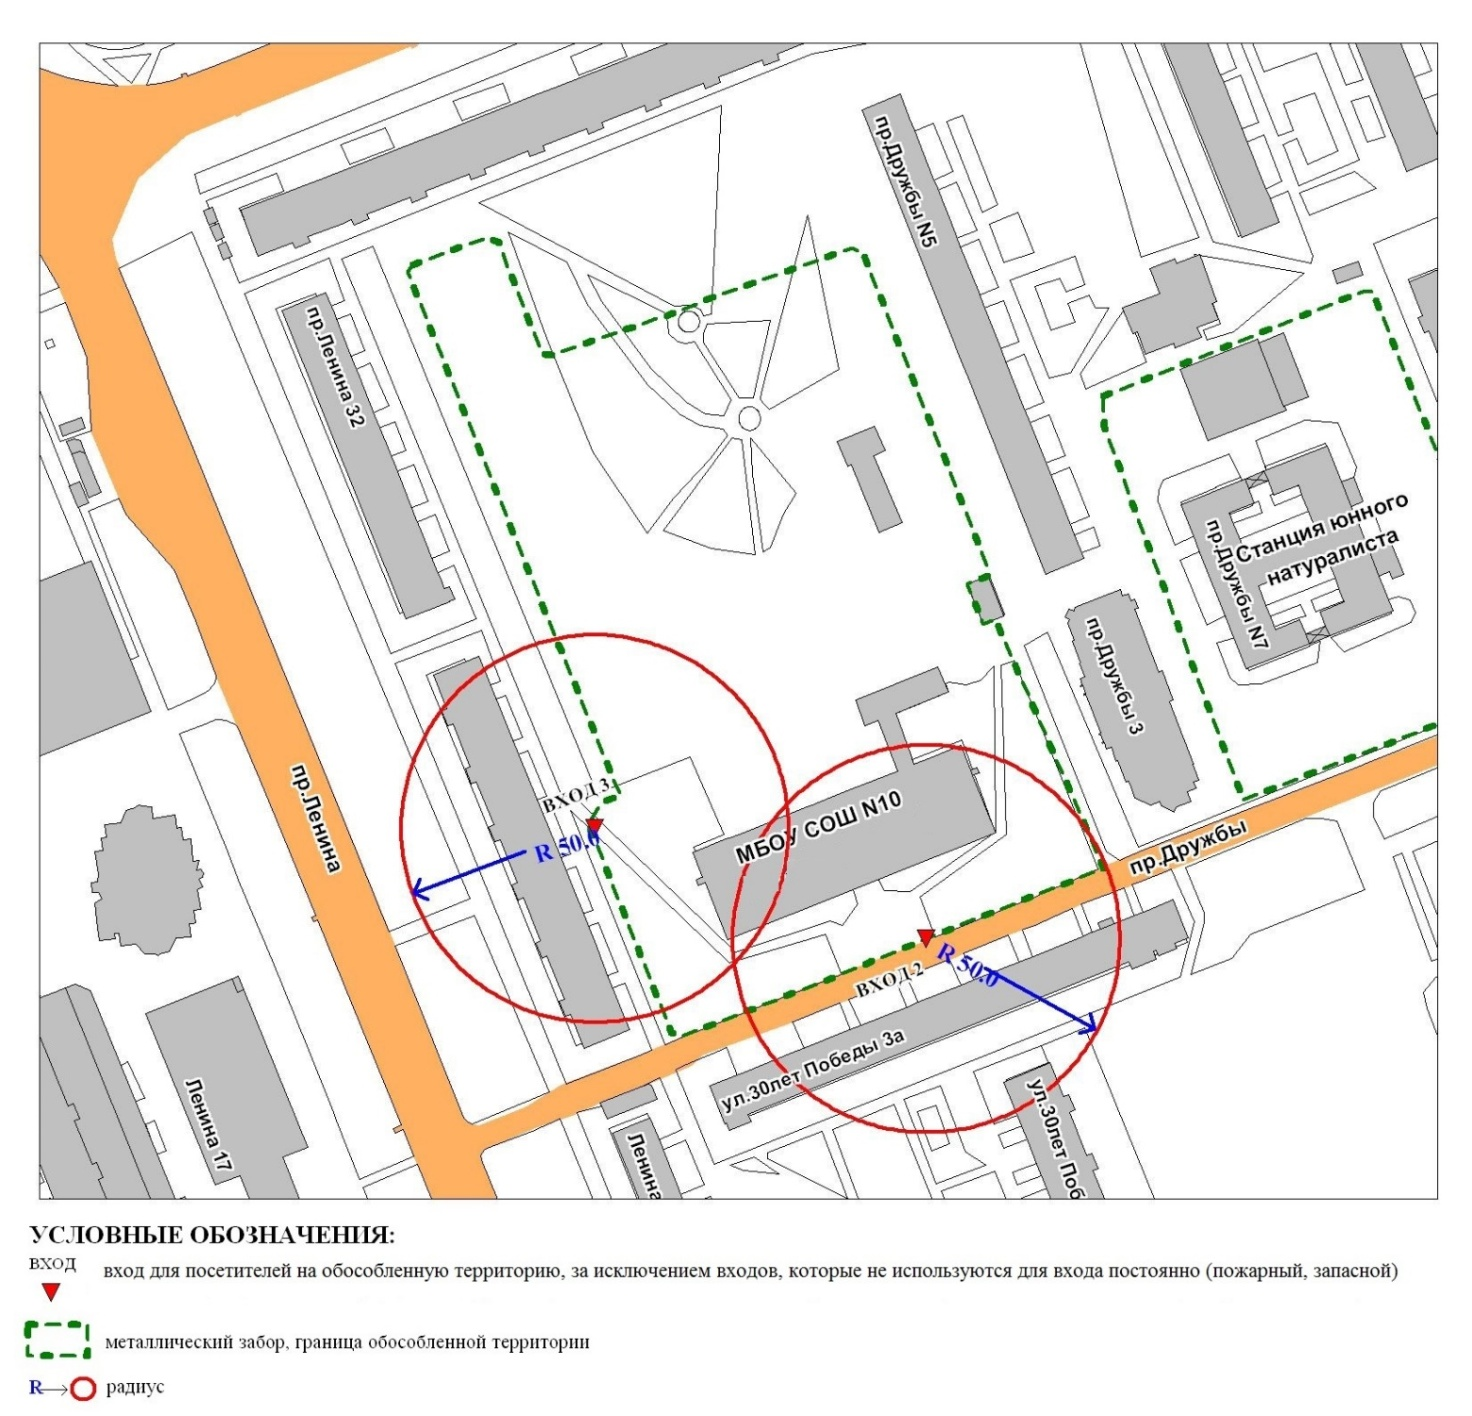 пр.Дружбы N5
пр.Ленина 32
Станция юнного
натуралиста
пр.Дружбы N7
пр.Дружбы 3
ВХОД 3
МБОУ СОШ N10
R 50.0
пр.Ленина
пр.Дружбы
R 50.0
ВХОД 2
ул.30лет Победы 3а
Ленина 17
Ленина
ул.30лет Поб
УСЛОВНЫЕ ОБОЗНАЧЕНИЯ:
ВХОД
вход для посетителей на обособленную территорию, за исключением входов, которые не используются для входа постоянно (пожарный, запасной)
металлический забор, граница обособленной территории
R
радиус